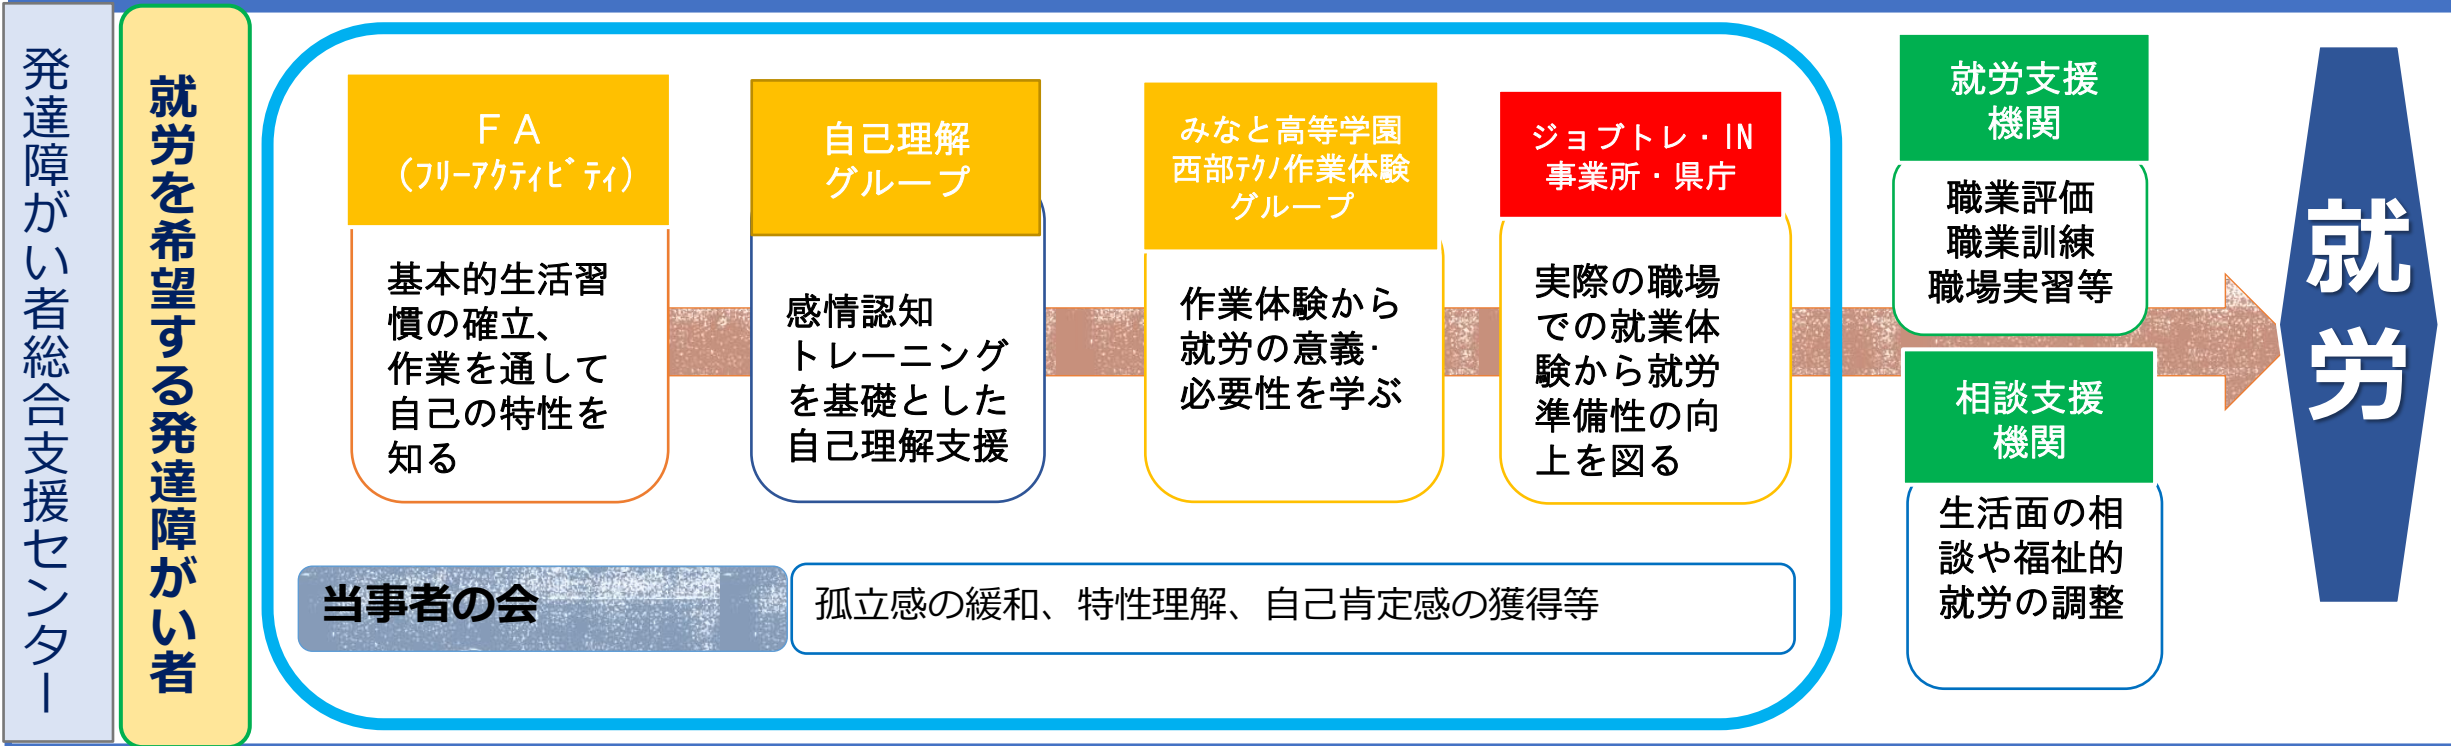 発達障がい者総合支援センター
就労を希望する発達障がい者
ＦＡ
（ﾌﾘｰｱｸﾃｨﾋﾞﾃｨ）
基本的生活習
慣の確立、
作業を通して
自己の特性を
知る
自己理解
グループ
感情認知
トレーニング
を基礎とした
自己理解支援
みなと高等学園
西部ﾃｸﾉ作業体験
グループ
作業体験から
就労の意義・
必要性を学ぶ
ジョブトレ・IN
事業所・県庁
実際の職場
での就業体
験から就労
準備性の向
上を図る
当事者の会
孤立感の緩和、特性理解、自己肯定感の獲得等
就労支援
機関
職業評価
職業訓練
職場実習等
相談支援
機関
生活面の相
談や福祉的
就労の調整
就労